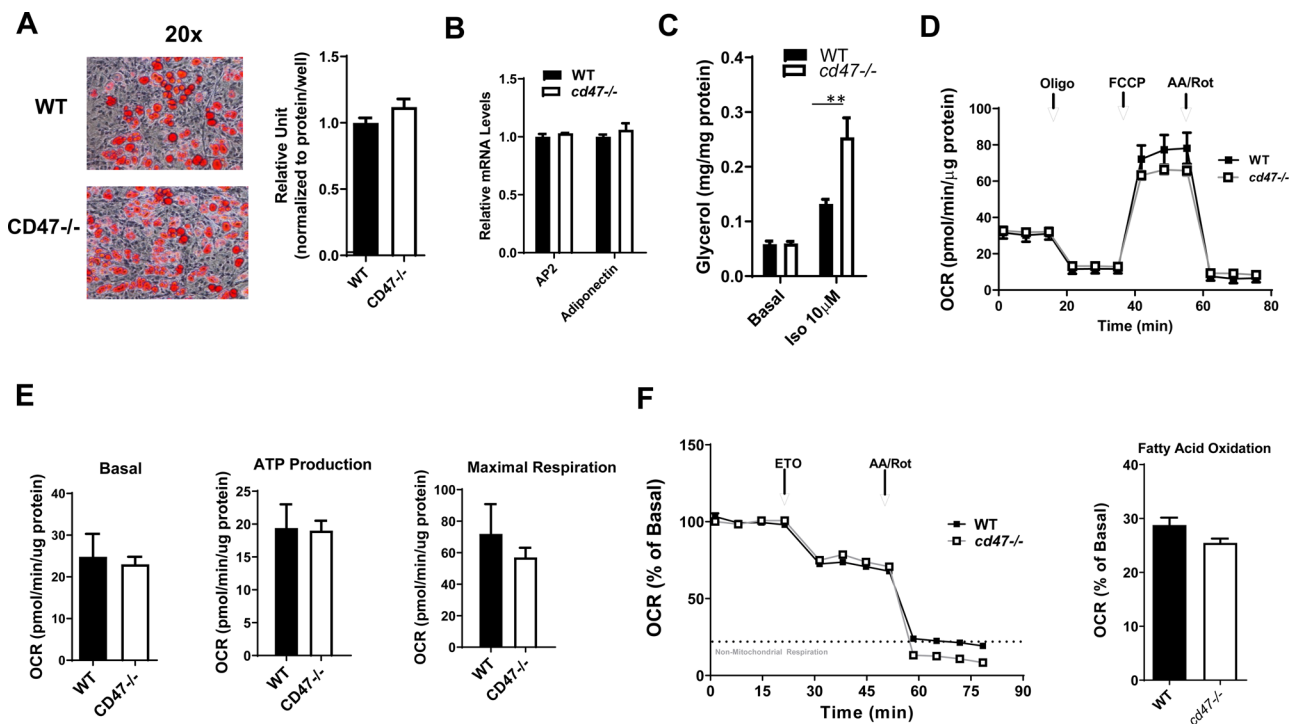 A
20x
WT
CD47-/-
Relative Unit
(normalized to protein/well)
1.5
1.0
0.5
0.0
WT
CD47-/-
B
WT
cd47-/-
Relative mRNA Levels
1.5
1.0
0.5
0.0
AP2
Adiponectin
C
WT
cd47-/-
**
Glycerol (mg/mg protein)
0.4
0.3
0.2
0.1
0.0
Basal
Iso 10μM
D
Oligo
FCCP
AA/Rot
OCR (pmol/min/μg protein)
100
80
60
40
20
0
0 20 40 60 80
Time (min)
WT
cd47-/-
E
Basal
OCR (pmol/min/ug protein)
40
30
20
10
0
WT
CD47-/-
ATP Production
OCR (pmol/min/ug protein)
25
20
15
10
5
0
WT
CD47-/-
Maximal Respiration
OCR (pmol/min/ug protein)
100
80
60
40
20
0
WT
CD47-/-
F
ETO
AA/Rot
OCR (% of Basal)
150
100
50
0
Non-Mitochondrial Respiration
0 15 30 45 60 75 90
Time (min)
WT
cd47-/-
Fatty Acid Oxidation
OCR (% of Basal)
40
30
20
10
0
WT
cd47-/-